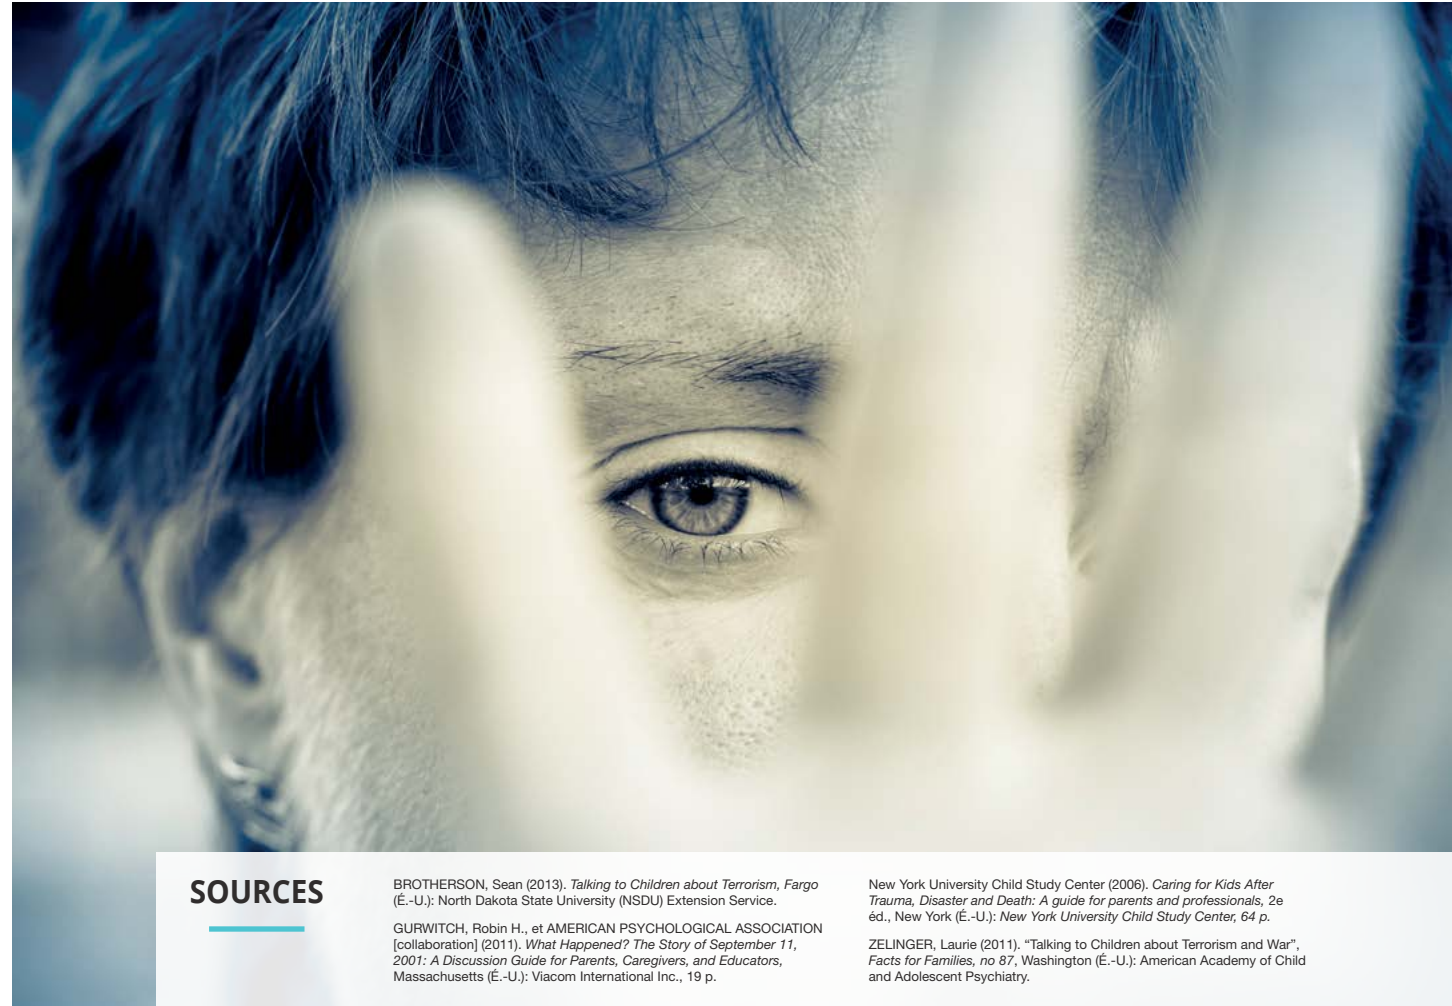 SOURCES
BROTHERSON, Sean (2013). Talking to Children about Terrorism, Fargo
(É.-U.): North Dakota State University (NSDU) Extension Service.
GURWITCH, Robin H., et AMERICAN PSYCHOLOGICAL ASSOCIATION
[collaboration] (2011). What Happened? The Story of September 11,
2001: A Discussion Guide for Parents, Caregivers, and Educators,
Massachusetts (É.-U.): Viacom International Inc., 19 p.
New York University Child Study Center (2006). Caring for Kids After
Trauma, Disaster and Death: A guide for parents and professionals, 2e
éd., New York (É.-U.): New York University Child Study Center, 64 p.
ZELINGER, Laurie (2011). “Talking to Children about Terrorism and War”,
Facts for Families, no 87, Washington (É.-U.): American Academy of Child
and Adolescent Psychiatry.